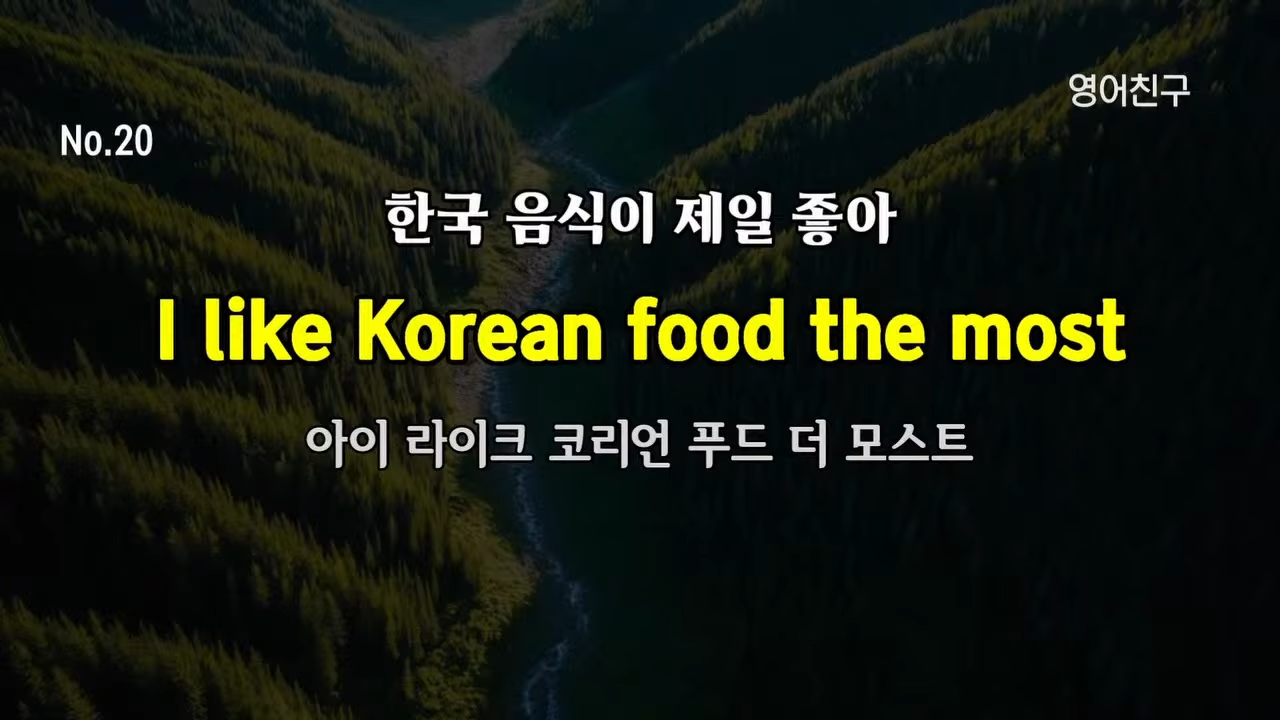 영어친구
No.20
한국 음식이 제일 좋아
I like Korean food the most
아이 라이크 코리언 푸드 더 모스트